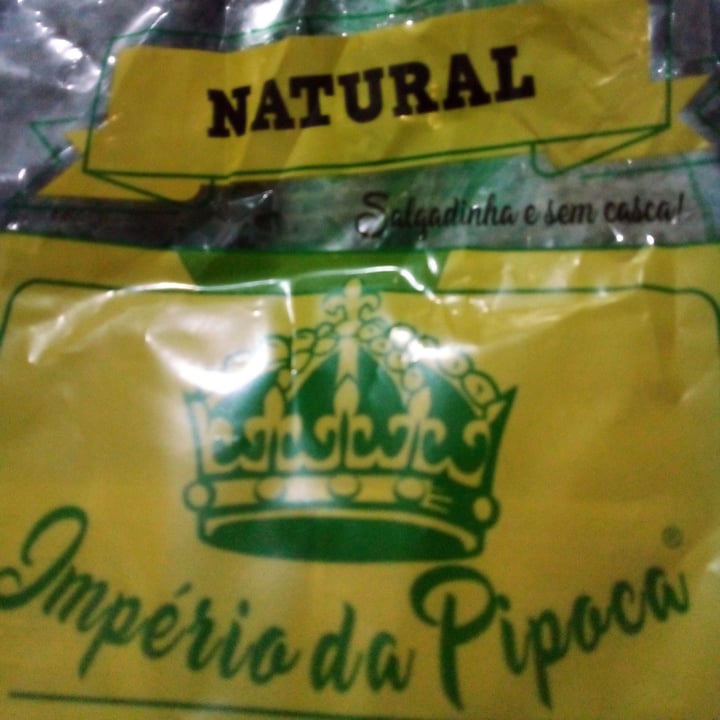 NATURAL
Salgadinha e sem casca!
Império da Pipoca®